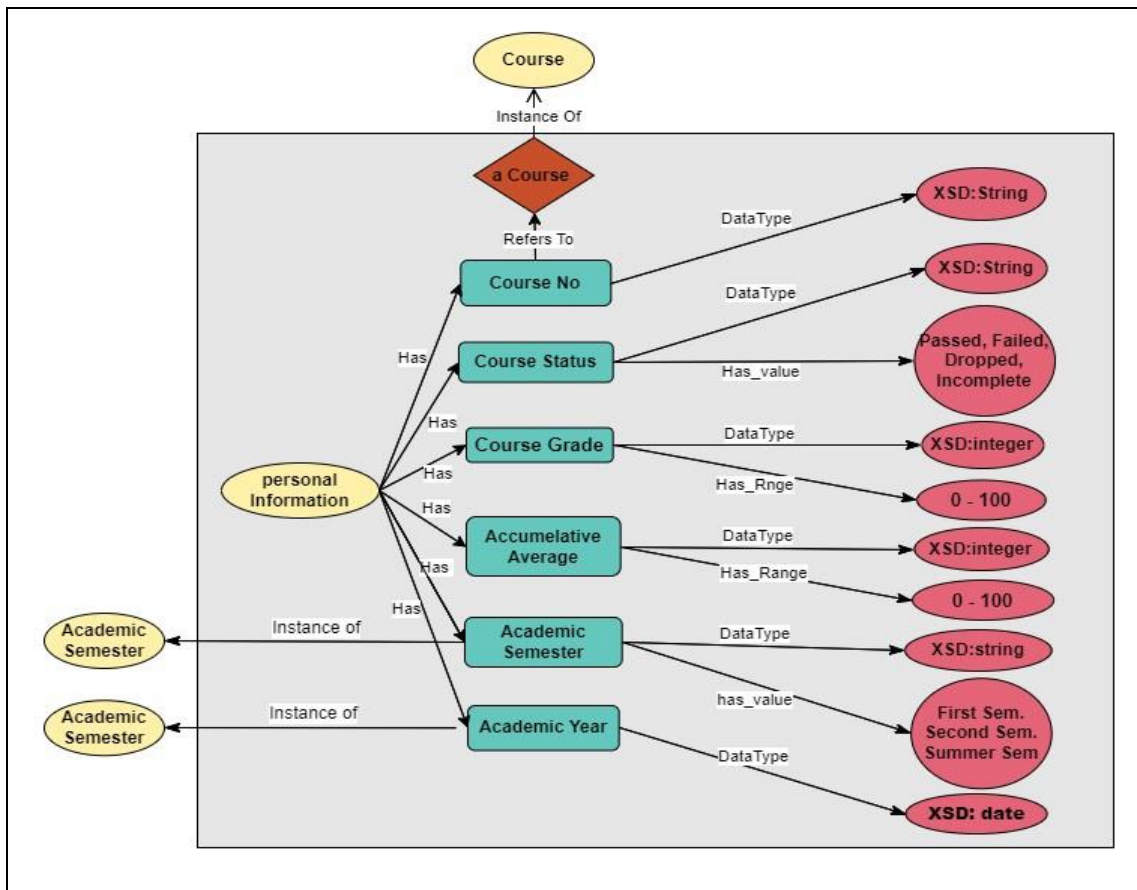 Course
Instance Of
a Course
Refers To
XSD:String
DataType
Course No
XSD:String
DataType
Has
Course Status
Has_value
Passed, Failed,
Dropped,
Incomplete
Has
Course Grade
DataType
XSD:integer
Has
Has_Rnge
0 - 100
personal
Information
Has
Accumelative
Average
DataType
XSD:integer
Has_Range
0 - 100
Has
Has
Academic
Semester
Instance of
Academic
Semester
DataType
XSD:string
has_value
First Sem.
Second Sem.
Summer Sem
Academic
Semester
Instance of
Academic Year
DataType
XSD: date